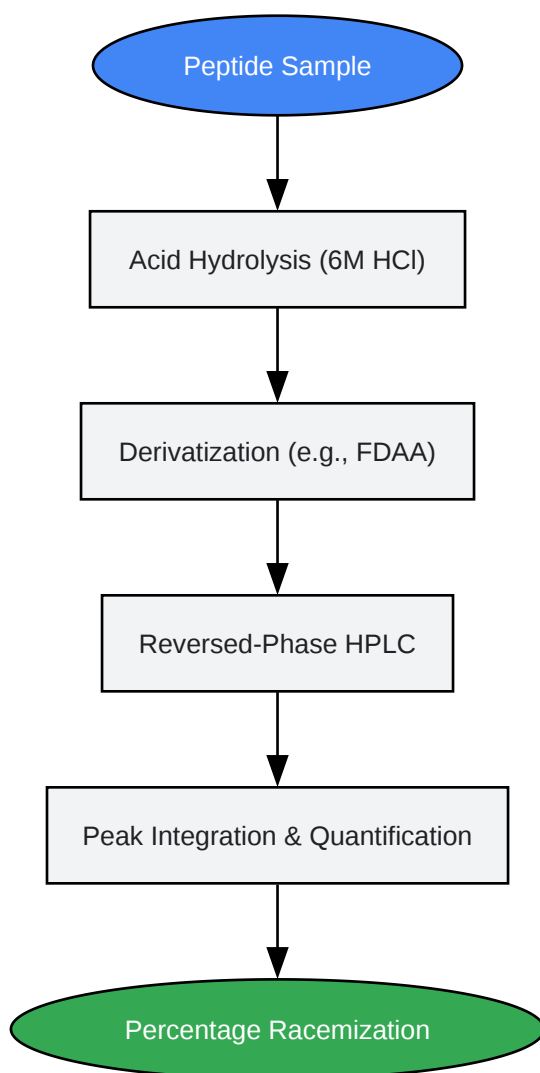 Peptide Sample
Acid Hydrolysis (6M HCl)
Derivatization (e.g., FDAA)
Reversed-Phase HPLC
Peak Integration & Quantification
Percentage Racemization